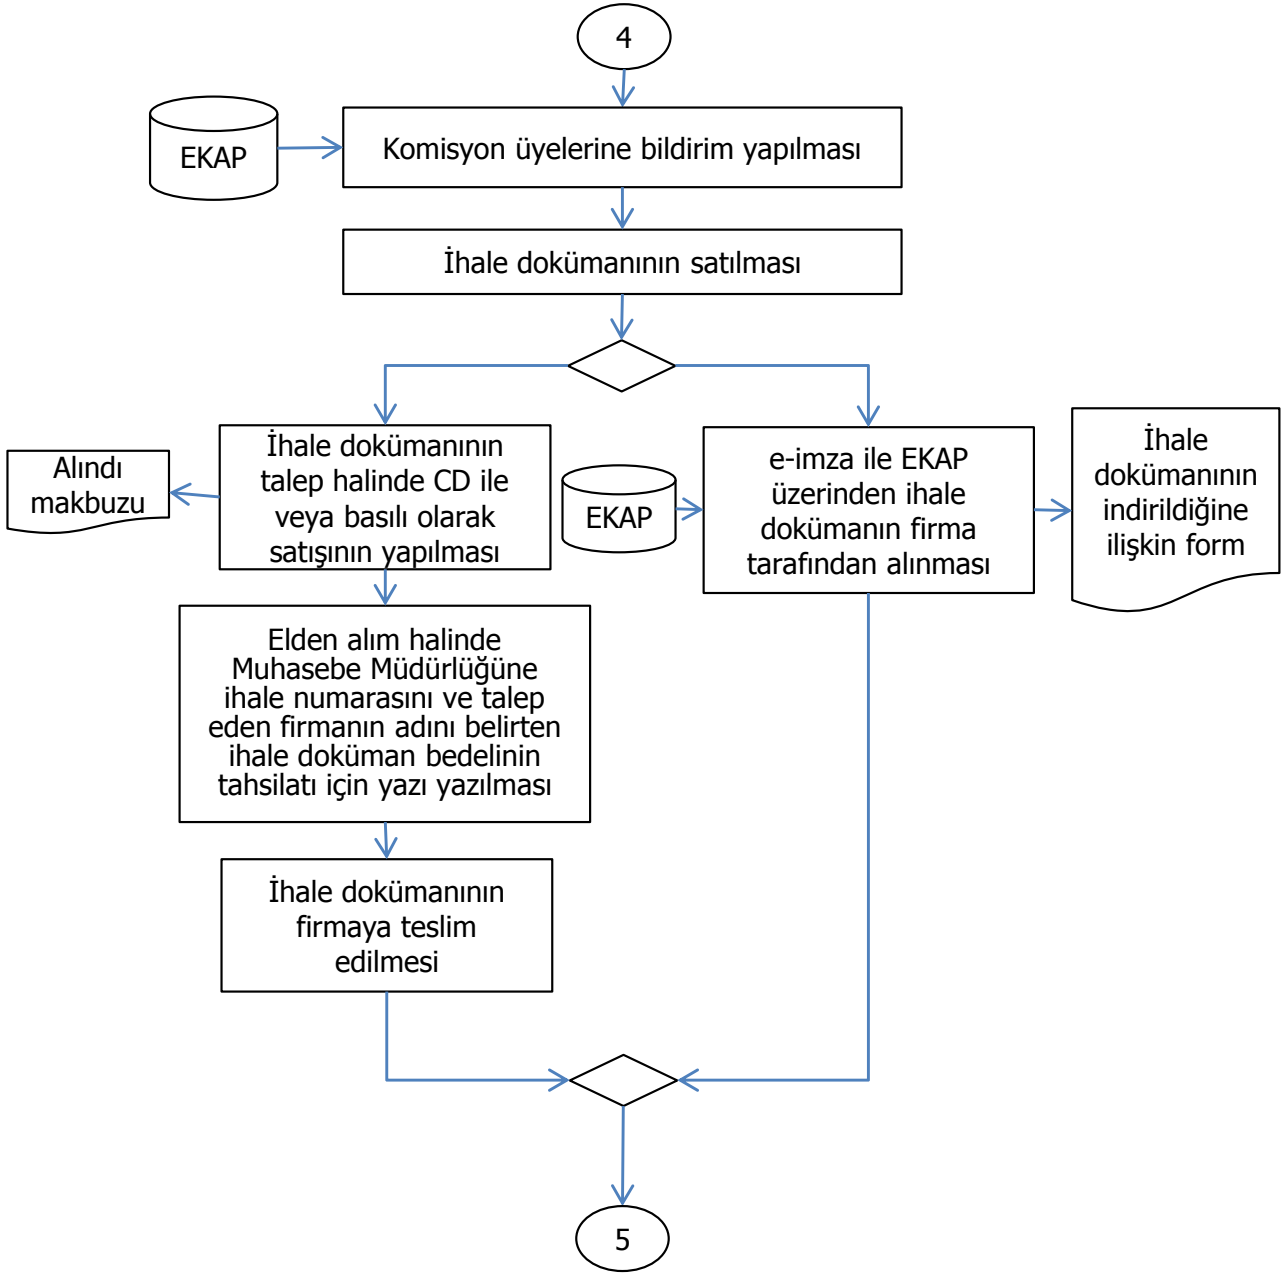 4
EKAP
Komisyon üyelerine bildirim yapılması
İhale dokümanının satılması
Alındı
makbuzu
İhale dokümanının
talep halinde CD ile
veya basılı olarak
satışının yapılması
EKAP
e-imza ile EKAP
üzerinden ihale
dokümanın firma
tarafından alınması
İhale
dokümanının
indirildiğine
ilişkin form
Elden alım halinde
Muhasebe Müdürlüğüne
ihale numarasını ve talep
eden firmanın adını belirten
ihale doküman bedelinin
tahsilatı için yazı yazılması
İhale dokümanının
firmaya teslim
edilmesi
5